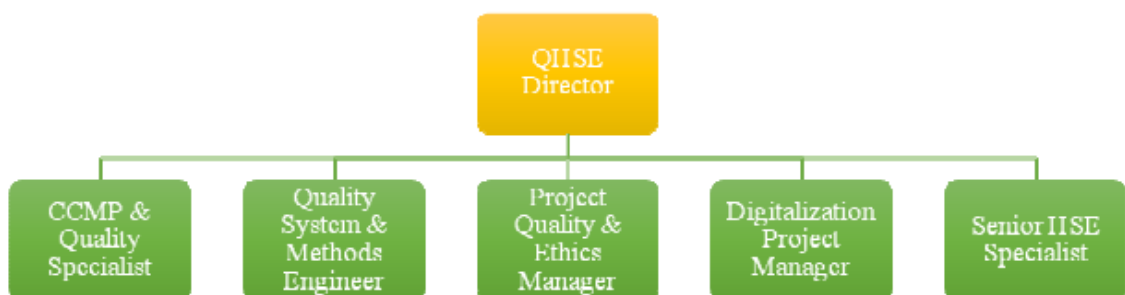 QHSE
Director
CCMP &
Quality
Specialist
Quality
System &
Methods
Engineer
Project
Quality &
Ethics
Manager
Digitalization
Project
Manager
Senior HSE
Specialist